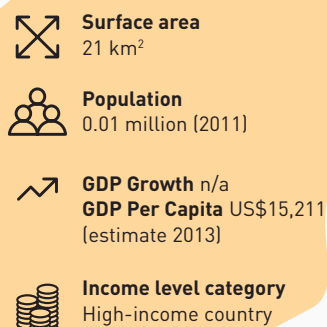 Surface area
21 km²
Population
0.01 million (2011)
GDP Growth n/a
GDP Per Capita US$15,211
(estimate 2013)
Income level category
High-income country